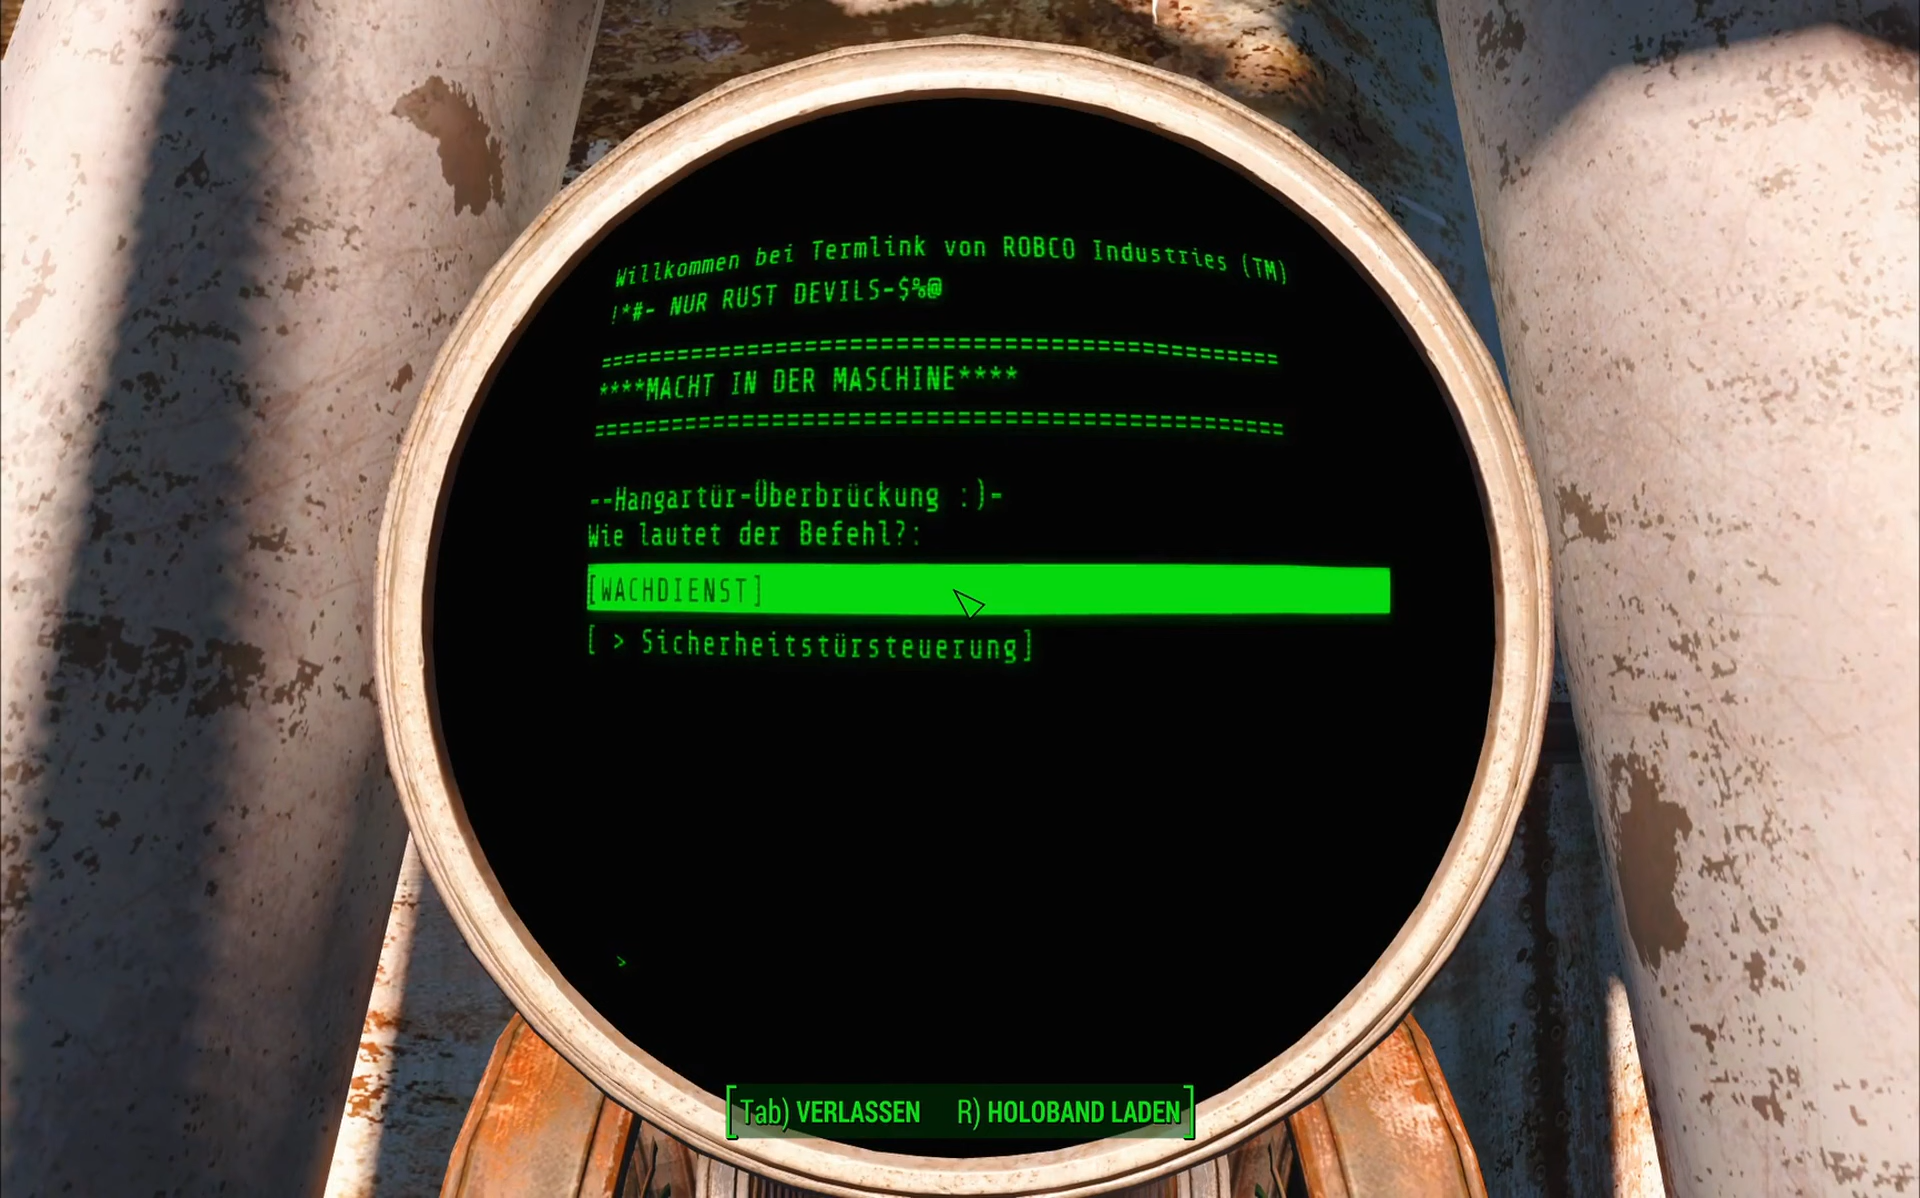 Willkommen bei Termlink von ROBCO Industries (TM)
!*#- NUR RUST DEVILS-$%@
=====================================================
****MACHT IN DER MASCHINE****
=====================================================
--Hangartür-Überbrückung :)-
Wie lautet der Befehl?:
[WACHDIENST]
[ > Sicherheitstürsteuerung]
>
[Tab) VERLASSEN R) HOLOBAND LADEN]